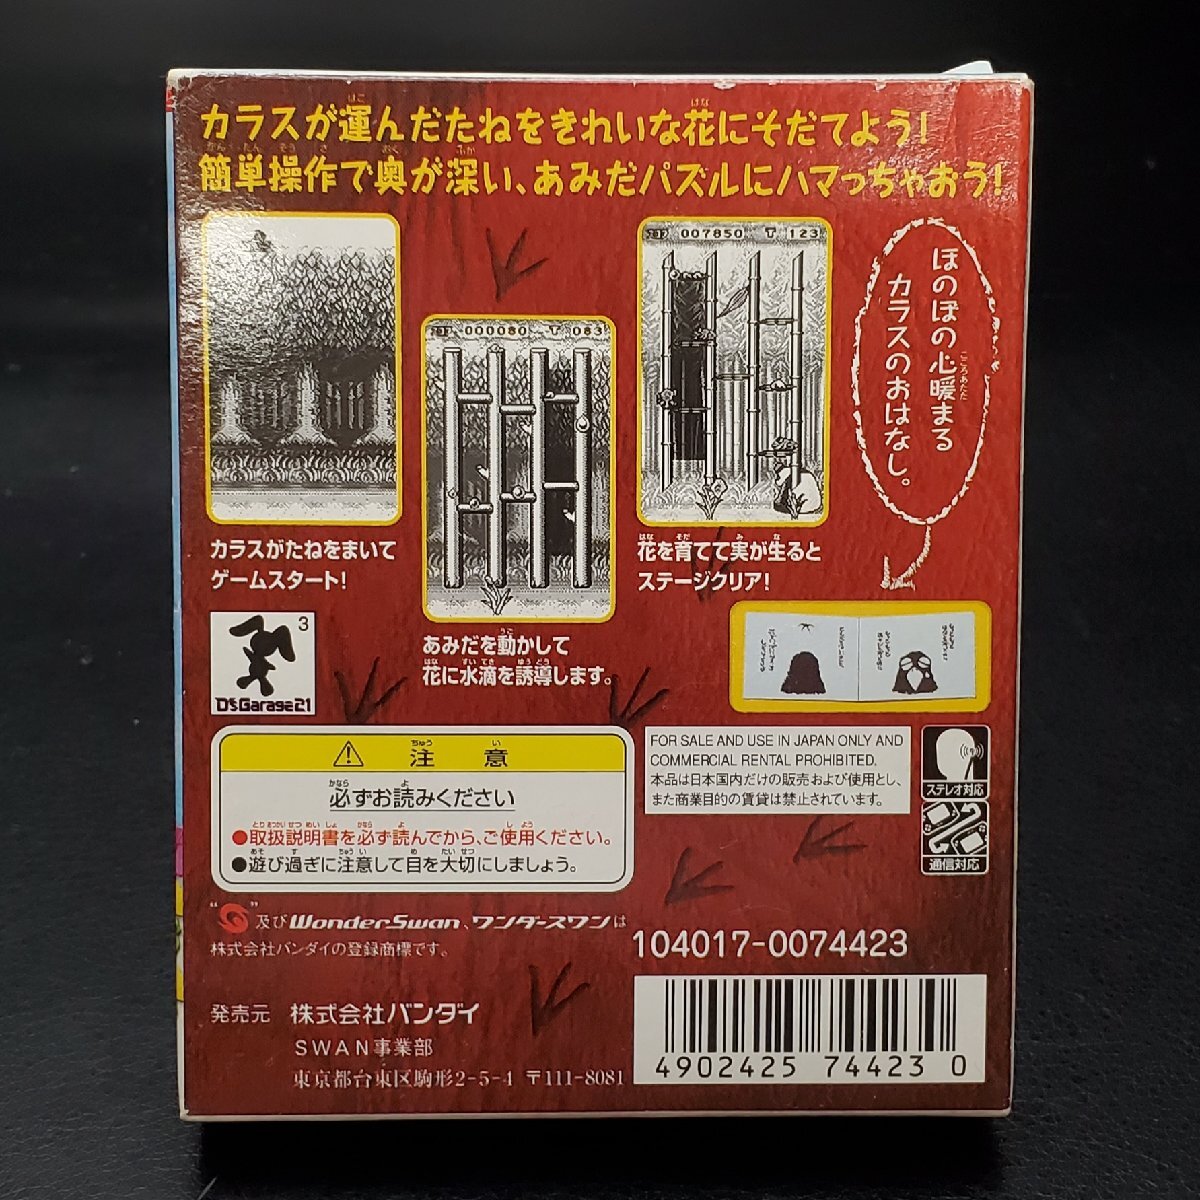 カラスが運んだたねをきれいな花にそだてよう!
簡単操作で奥が深い、あみだパズルにハマっちゃおう!
000080 T 083
007850 T 123
ほのぼの心暖まる
カラスのおはなし。
カラスがたねをまいて
ゲームスタート!
あみだを動かして
花に水滴を誘導します。
花を育てて実が生ると
ステージクリア!
3
D'sGarage21
注意
必ずお読みください
●取扱説明書を必ず読んでから、ご使用ください。
●遊び過ぎに注意して目を大切にしましょう。
FOR SALE AND USE IN JAPAN ONLY AND
COMMERCIAL RENTAL PROHIBITED.
本品は日本国内だけの販売および使用とし、
また商業目的の賃貸は禁止されています。
ステレオ対応
通信対応
" "及びWonderSwan、ワンダースワンは
株式会社バンダイの登録商標です。
104017-0074423
発売元 株式会社バンダイ
SWAN事業部
東京都台東区駒形2-5-4 〒111-8081
4902425 74423 0